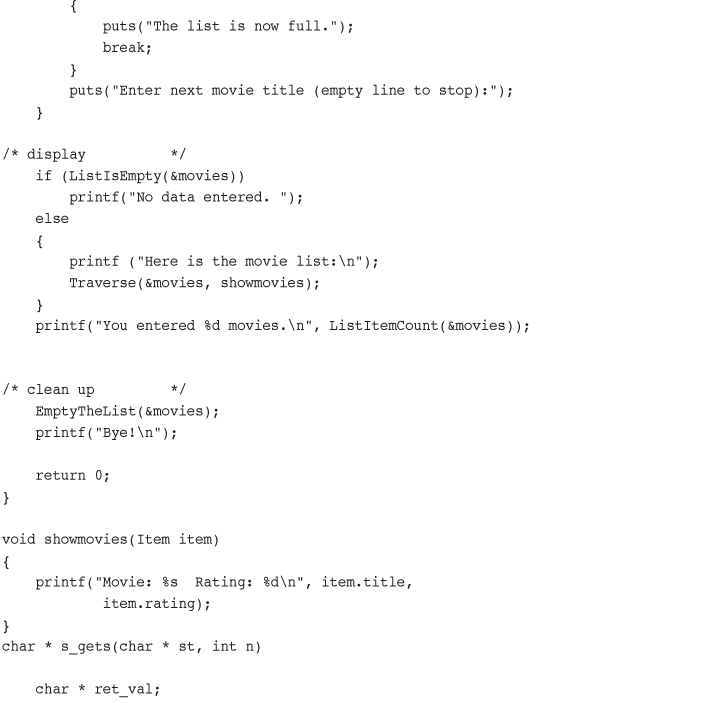 {
            puts("The list is now full.");
            break;
        }
        puts("Enter next movie title (empty line to stop):");
    }
/* display          */
    if (ListIsEmpty(&movies))
        printf("No data entered. ");
    else
    {
        printf ("Here is the movie list:\n");
        Traverse(&movies, showmovies);
    }
    printf("You entered %d movies.\n", ListItemCount(&movies));
/* clean up         */
    EmptyTheList(&movies);
    printf("Bye!\n");
    return 0;
}
void showmovies(Item item)
{
    printf("Movie: %s  Rating: %d\n", item.title,
            item.rating);
}
char * s_gets(char * st, int n)
    char * ret_val;